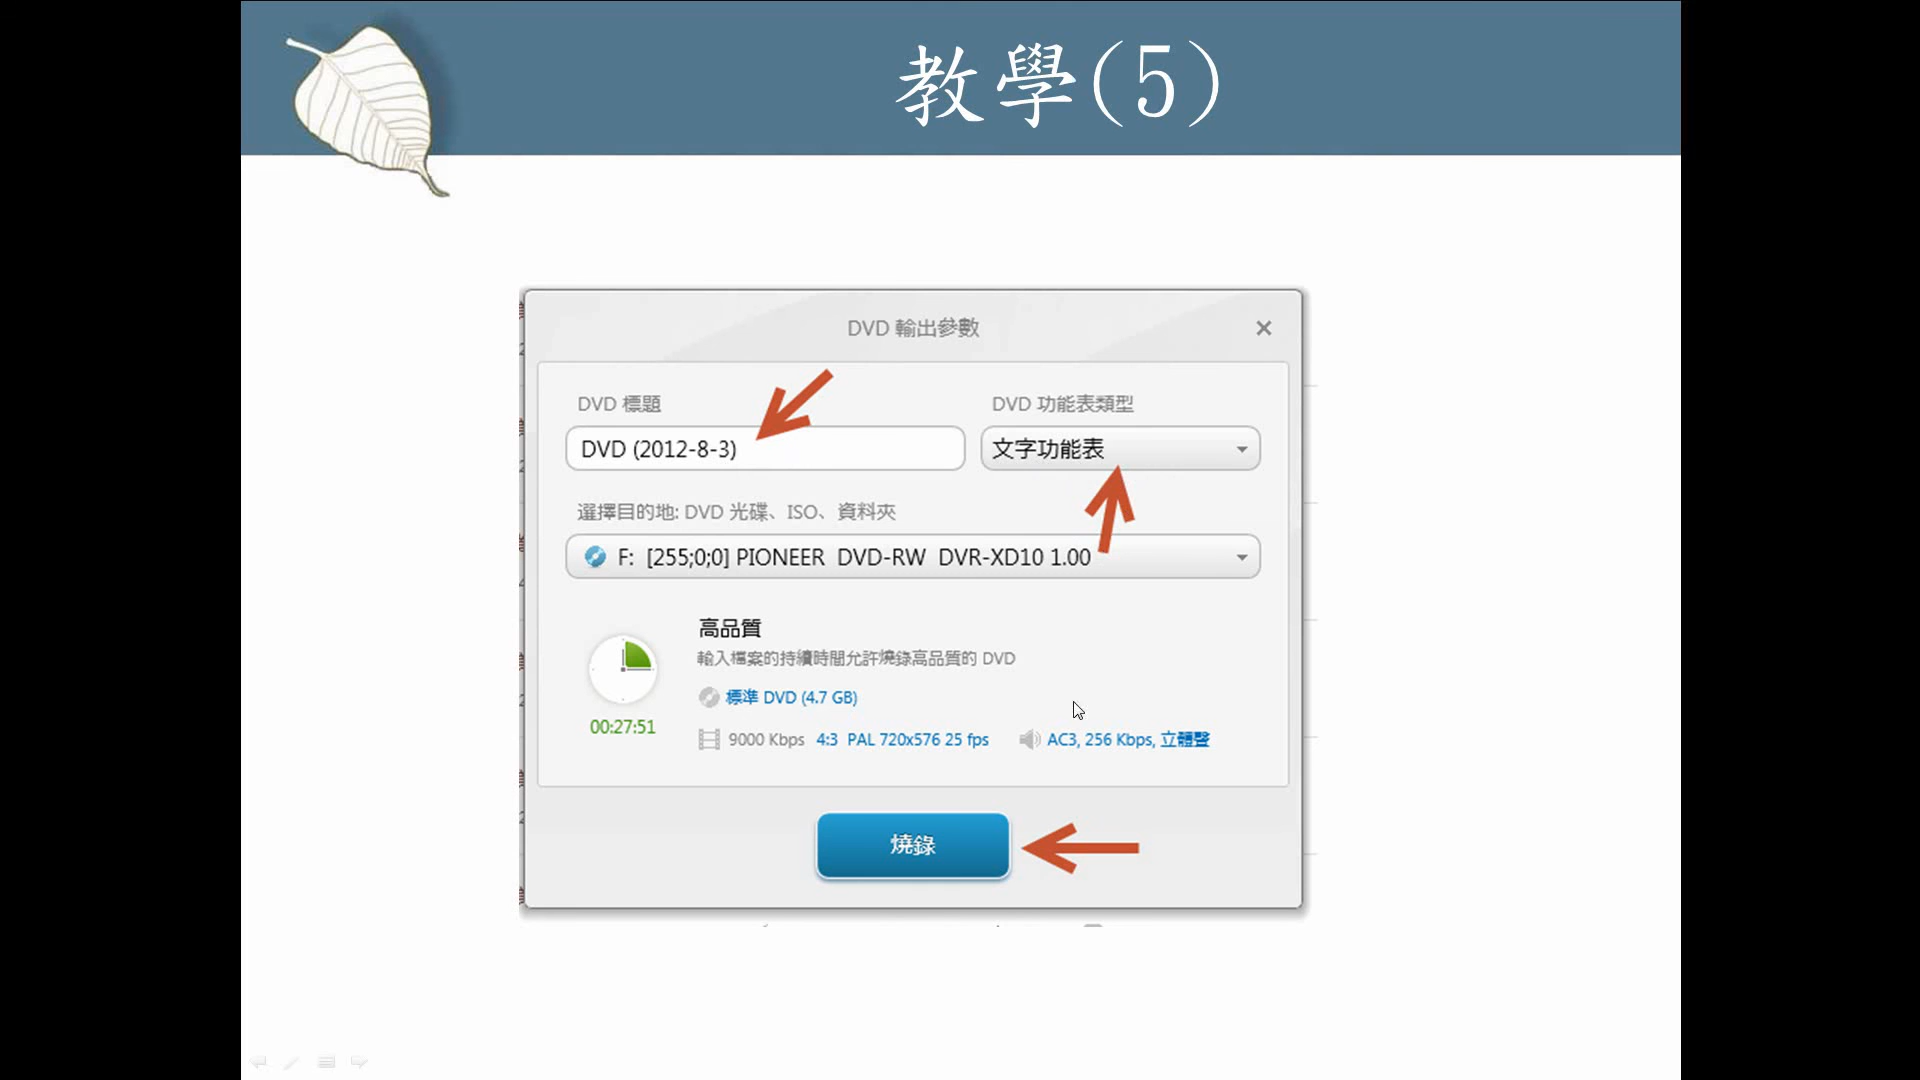 教學(5)
DVD 輸出參數
DVD 標題
DVD 功能表類型
DVD (2012-8-3)
文字功能表
選擇目的地: DVD 光碟、ISO、資料夾
F: [255;0;0] PIONEER DVD-RW DVR-XD10 1.00
高品質
輸入檔案的持續時間允許燒錄高品質的 DVD
標準 DVD (4.7 GB)
00:27:51
9000 Kbps 4:3 PAL 720x576 25 fps AC3, 256 Kbps, 立體聲
燒錄